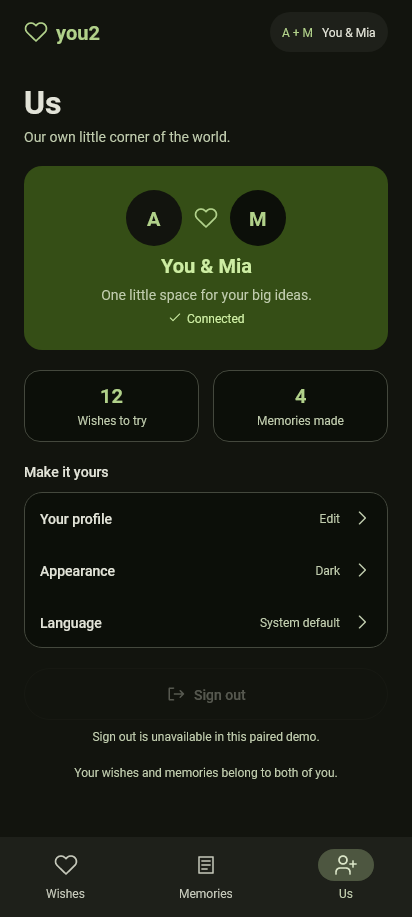 you2
A + M You & Mia
Us
Our own little corner of the world.
A M
You & Mia
One little space for your big ideas.
Connected
12
Wishes to try
4
Memories made
Make it yours
Your profile Edit
Appearance Dark
Language System default
Sign out
Sign out is unavailable in this paired demo.
Your wishes and memories belong to both of you.
Wishes Memories Us